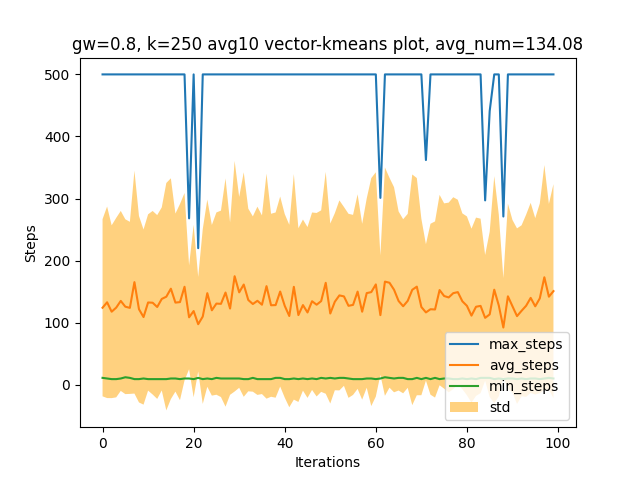 gw=0.8, k=250 avg10 vector-kmeans plot, avg_num=134.08
500
400
300
200
100
0
Steps
0 20 40 60 80 100
Iterations
max_steps
avg_steps
min_steps
std